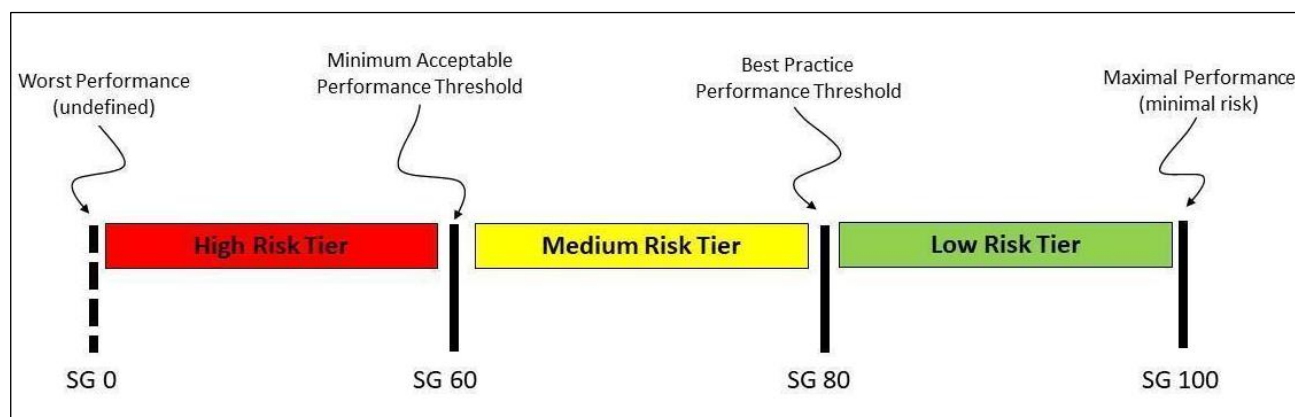 Worst Performance
(undefined)
Minimum Acceptable
Performance Threshold
Best Practice
Performance Threshold
Maximal Performance
(minimal risk)
High Risk Tier
Medium Risk Tier
Low Risk Tier
SG 0
SG 60
SG 80
SG 100